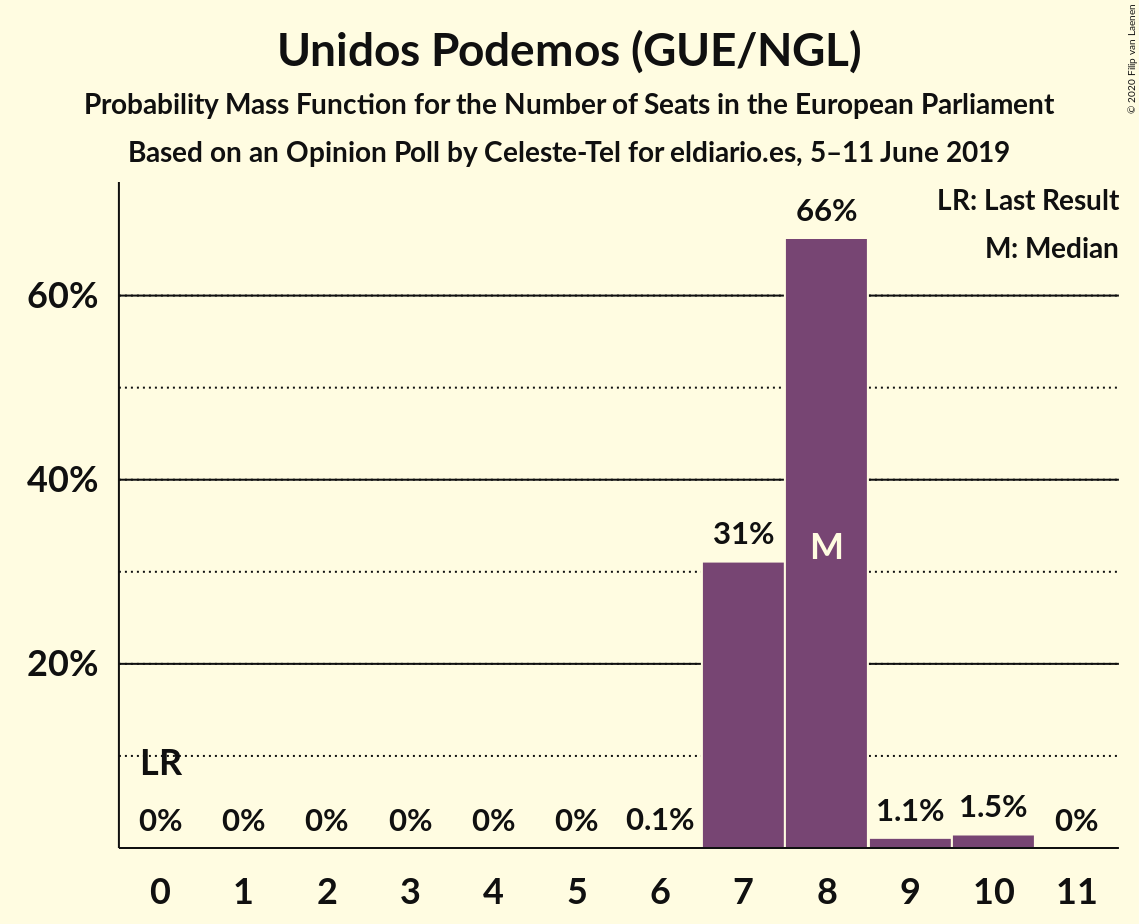 Unidos Podemos (GUE/NGL)
Probability Mass Function for the Number of Seats in the European Parliament
Based on an Opinion Poll by Celeste-Tel for eldiario.es, 5–11 June 2019
© 2020 Filip van Laenen
LR: Last Result
M: Median
66%
60%
40%
31%
M
20%
LR
0% 0% 0% 0% 0% 0% 0.1% 1.1% 1.5% 0%
0 1 2 3 4 5 6 7 8 9 10 11